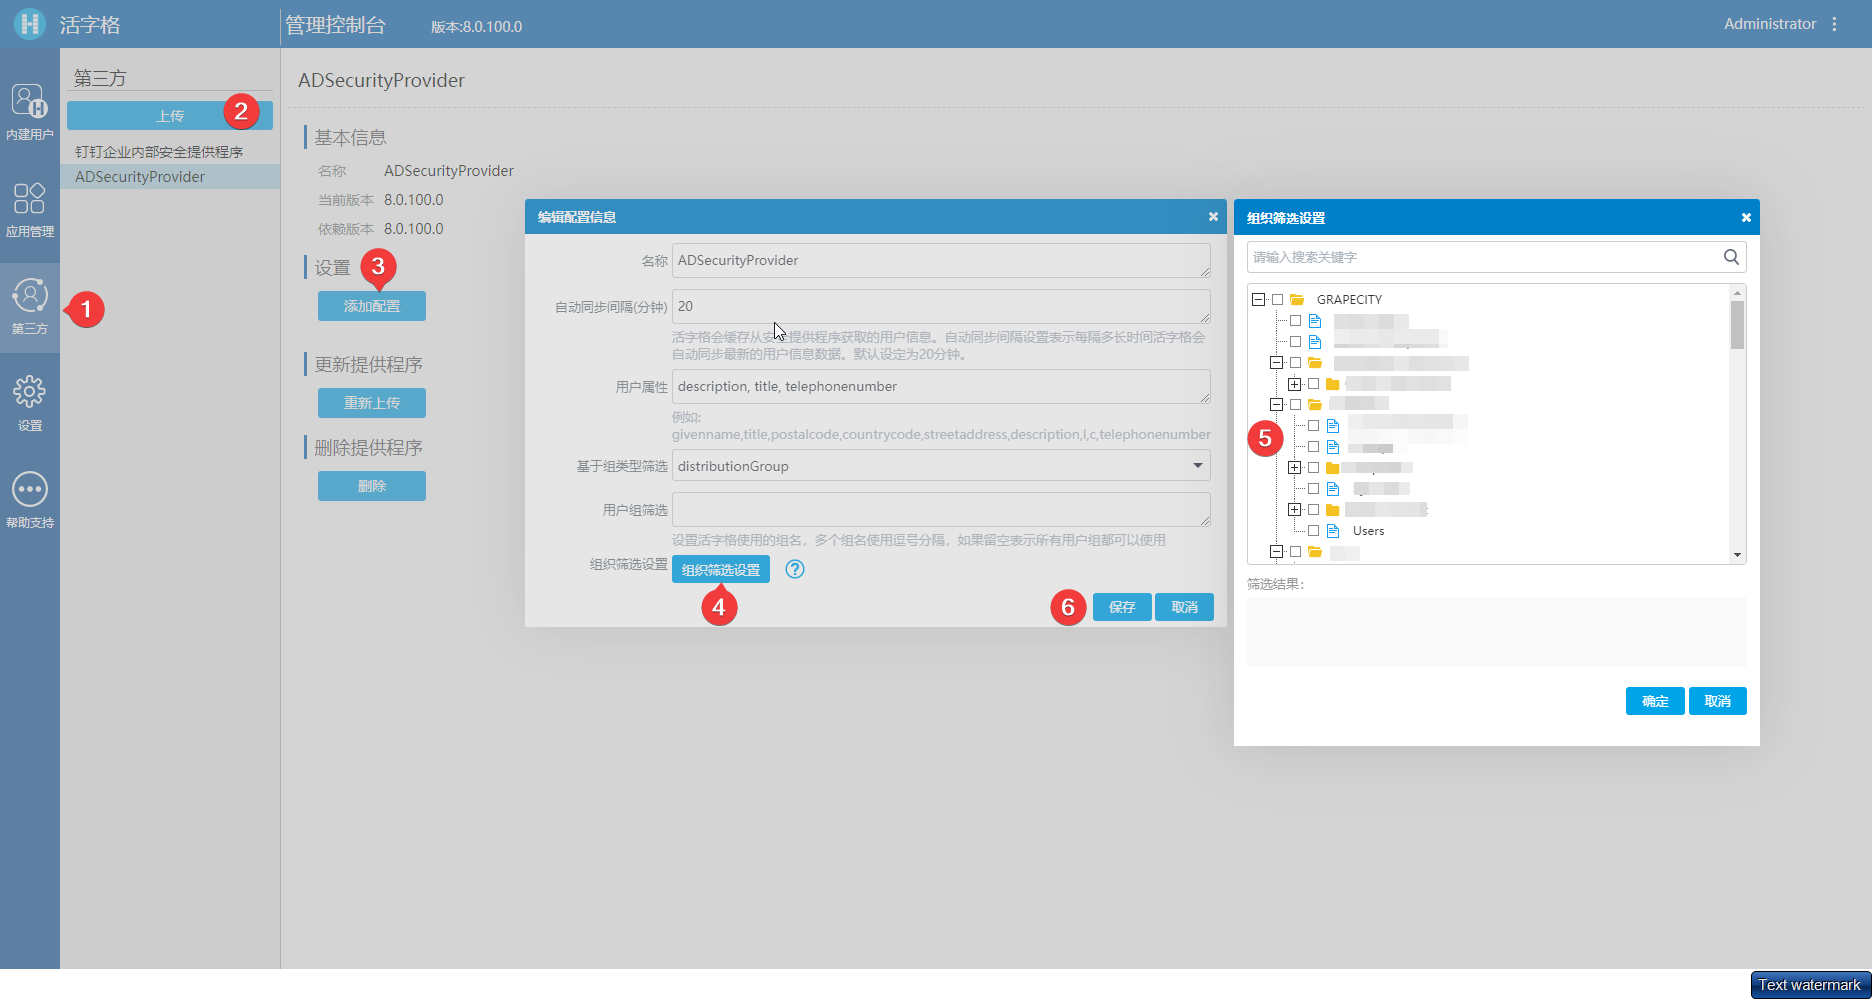 活字格
管理控制台
版本:8.0.100.0
Administrator
内建用户
应用管理
第三方
设置
帮助支持
1
第三方
上传
2
钉钉企业内部安全提供程序
ADSecurityProvider
ADSecurityProvider
基本信息
名称 ADSecurityProvider
当前版本 8.0.100.0
依赖版本 8.0.100.0
设置
3
添加配置
更新提供程序
重新上传
删除提供程序
删除
编辑配置信息
名称 ADSecurityProvider
自动同步间隔(分钟) 20
活字格会缓存从安全提供程序获取的用户信息。自动同步间隔设置表示每隔多长时间活字格会
自动同步最新的用户信息数据。默认设定为20分钟。
用户属性 description, title, telephonenumber
例如:
givenname,title,postalcode,countrycode,streetaddress,description,l,c,telephonenumber
基于组类型筛选 distributionGroup
用户组筛选
设置活字格使用的组名，多个组名使用逗号分隔，如果留空表示所有用户组都可以使用
组织筛选设置 组织筛选设置 ?
4
6
保存 取消
组织筛选设置
请输入搜索关键字
GRAPECITY
5
Users
筛选结果：
确定 取消
Text watermark